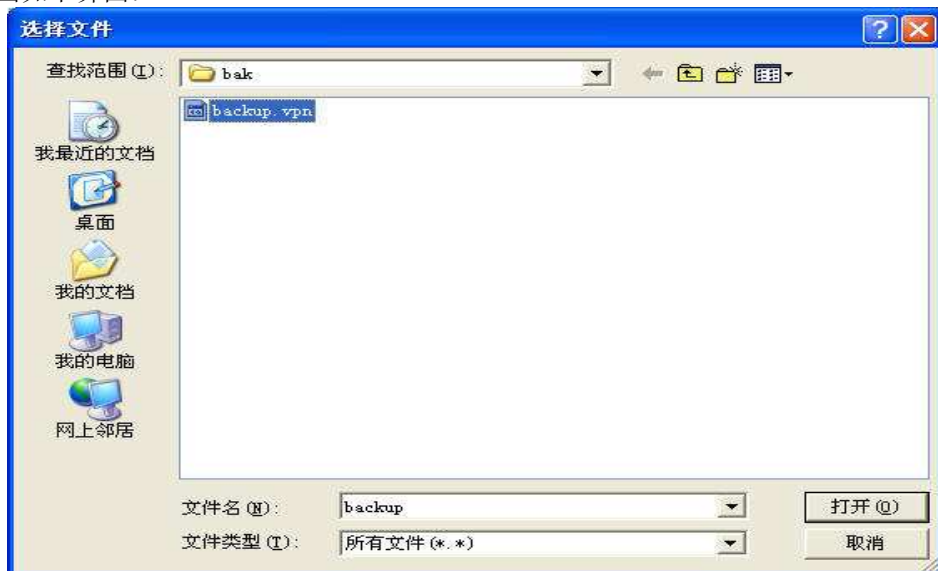 选择文件
查找范围(I): bak
backup.vpn
我最近的文档
桌面
我的文档
我的电脑
网上邻居
文件名(N): backup 打开(O)
文件类型(T): 所有文件(*.*) 取消